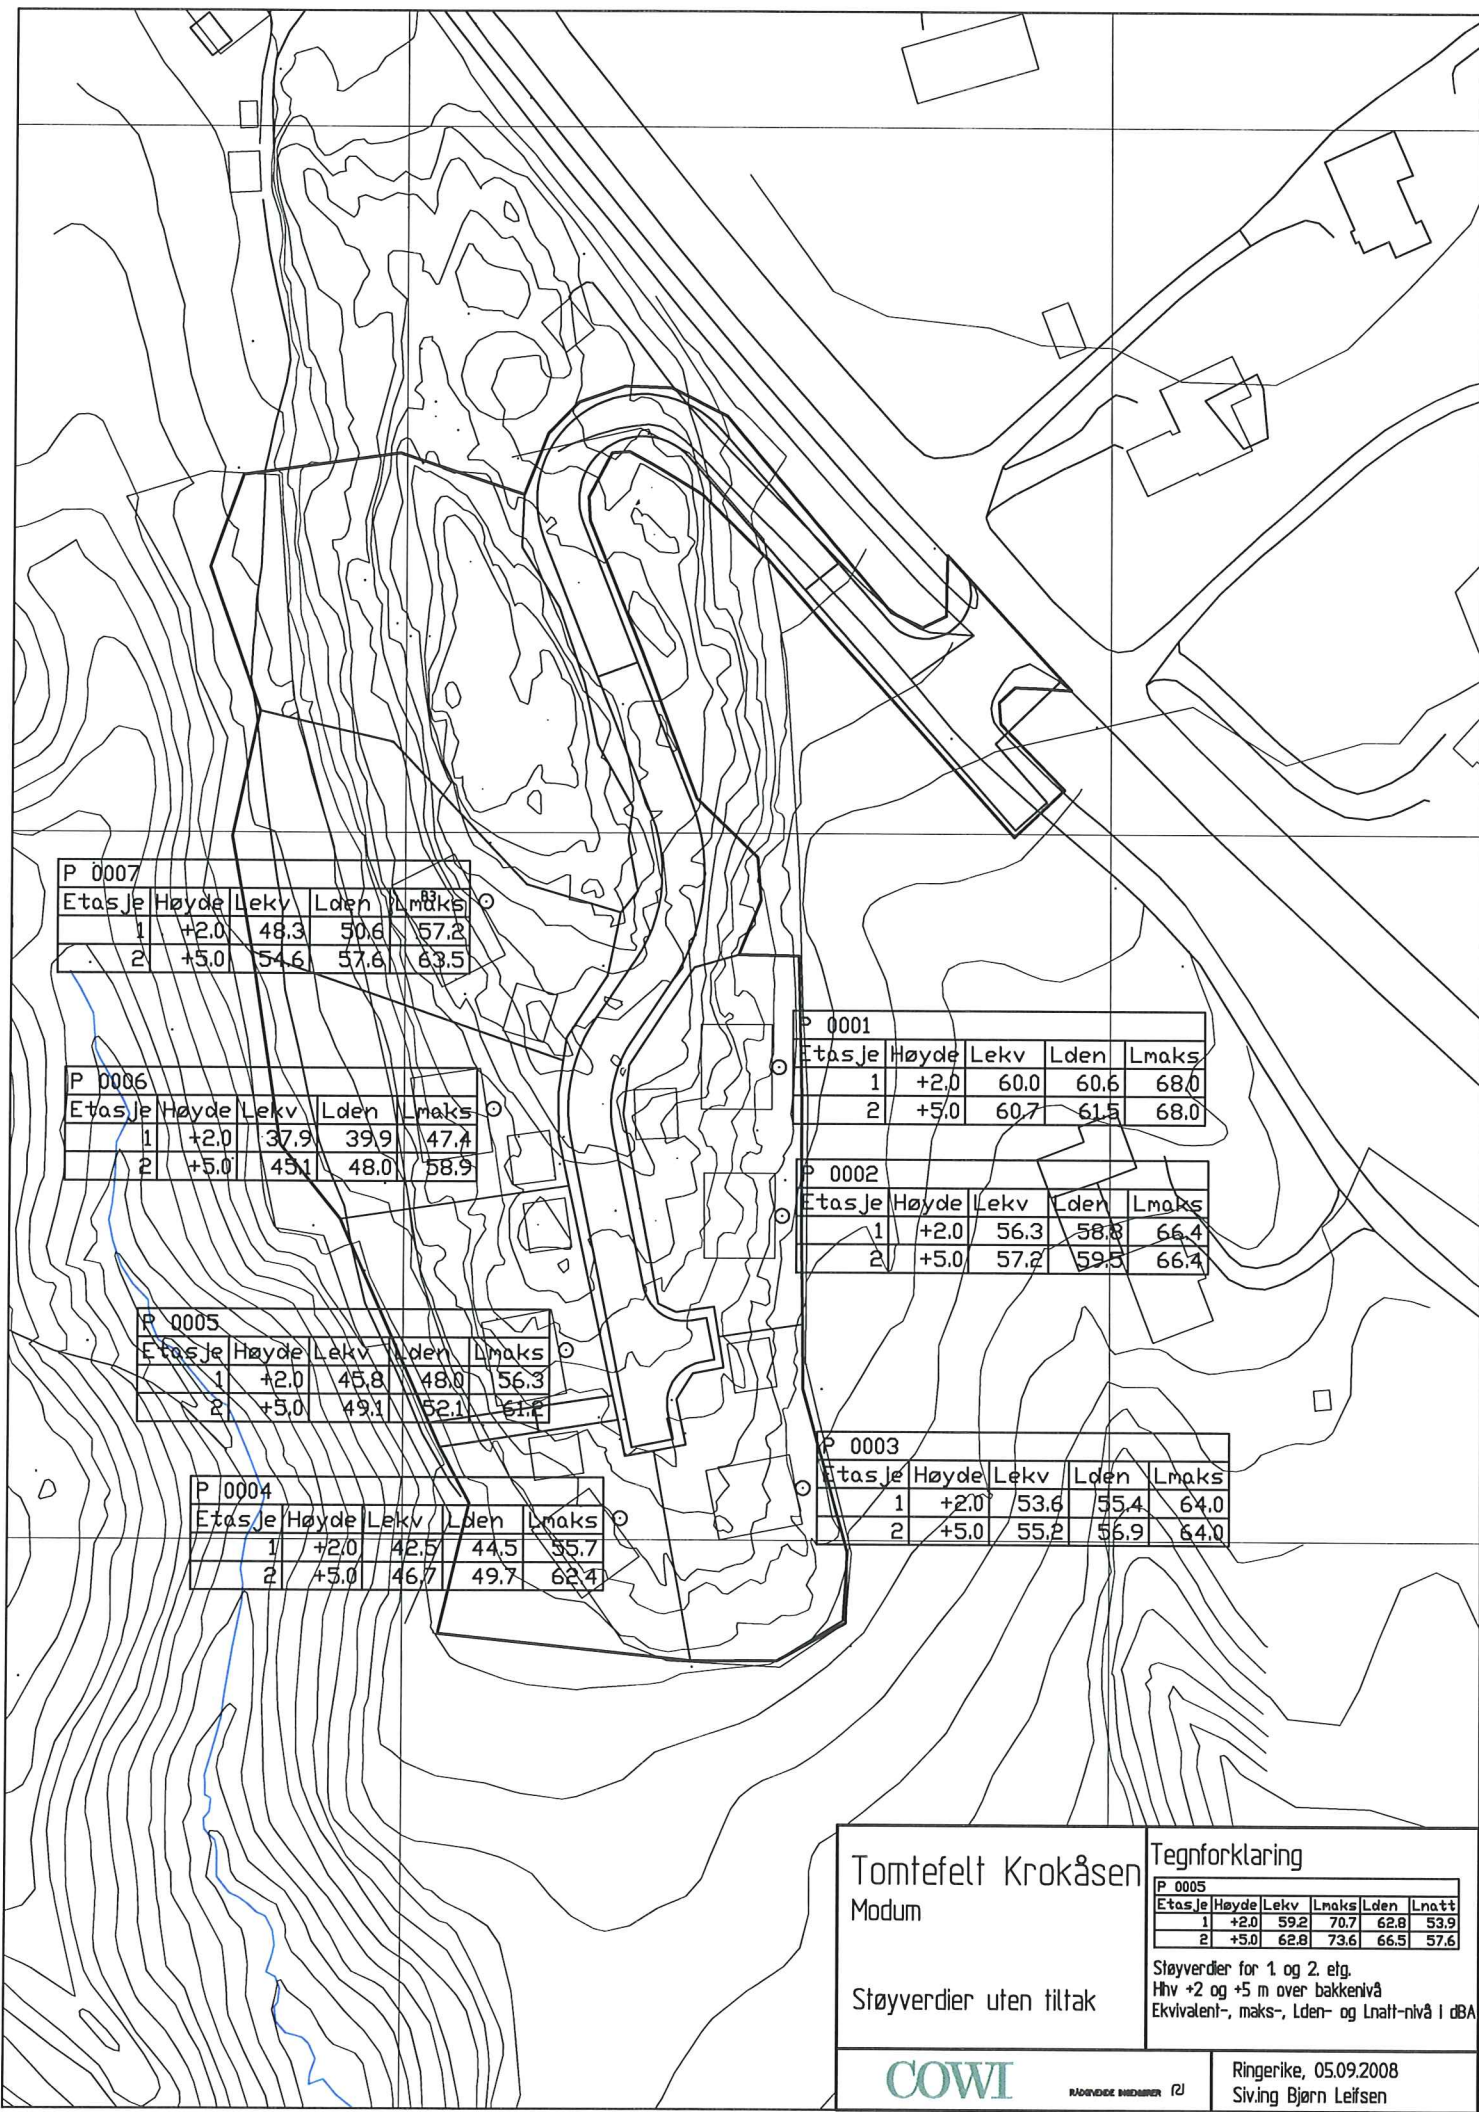 P 0007
Etasje Høyde Lekv Lden Lmaks
1 +2.0 48.3 50.6 57.2
2 +5.0 54.6 57.6 63.5
P 0001
Etasje Høyde Lekv Lden Lmaks
1 +2.0 60.0 60.6 68.0
2 +5.0 60.7 61.5 68.0
P 0006
Etasje Høyde Lekv Lden Lmaks
1 +2.0 37.9 39.9 47.4
2 +5.0 45.1 48.0 58.9
P 0002
Etasje Høyde Lekv Lden Lmaks
1 +2.0 56.3 58.8 66.4
2 +5.0 57.2 59.5 66.4
P 0005
Etasje Høyde Lekv Lden Lmaks
1 +2.0 45.8 48.0 56.3
2 +5.0 49.1 52.1 61.2
P 0003
Etasje Høyde Lekv Lden Lmaks
1 +2.0 53.6 55.4 64.0
2 +5.0 55.2 56.9 64.0
P 0004
Etasje Høyde Lekv Lden Lmaks
1 +2.0 42.5 44.5 55.7
2 +5.0 46.7 49.7 62.4
Tomtefelt Krokåsen
Modum
Støyverdier uten tiltak
Tegnforklaring
P 0005
Etasje Høyde Lekv Lmaks Lden Lnatt
1 +2.0 59.2 70.7 62.8 53.9
2 +5.0 62.8 73.6 66.5 57.6
Støyverdier for 1. og 2. etg.
Hhv +2 og +5 m over bakkenivå
Ekvivalent-, maks-, Lden- og Lnatt-nivå i dBA
COWI
RÅDGIVENDE INGENIØRER
Ringerike, 05.09.2008
Siv.ing Bjørn Leifsen